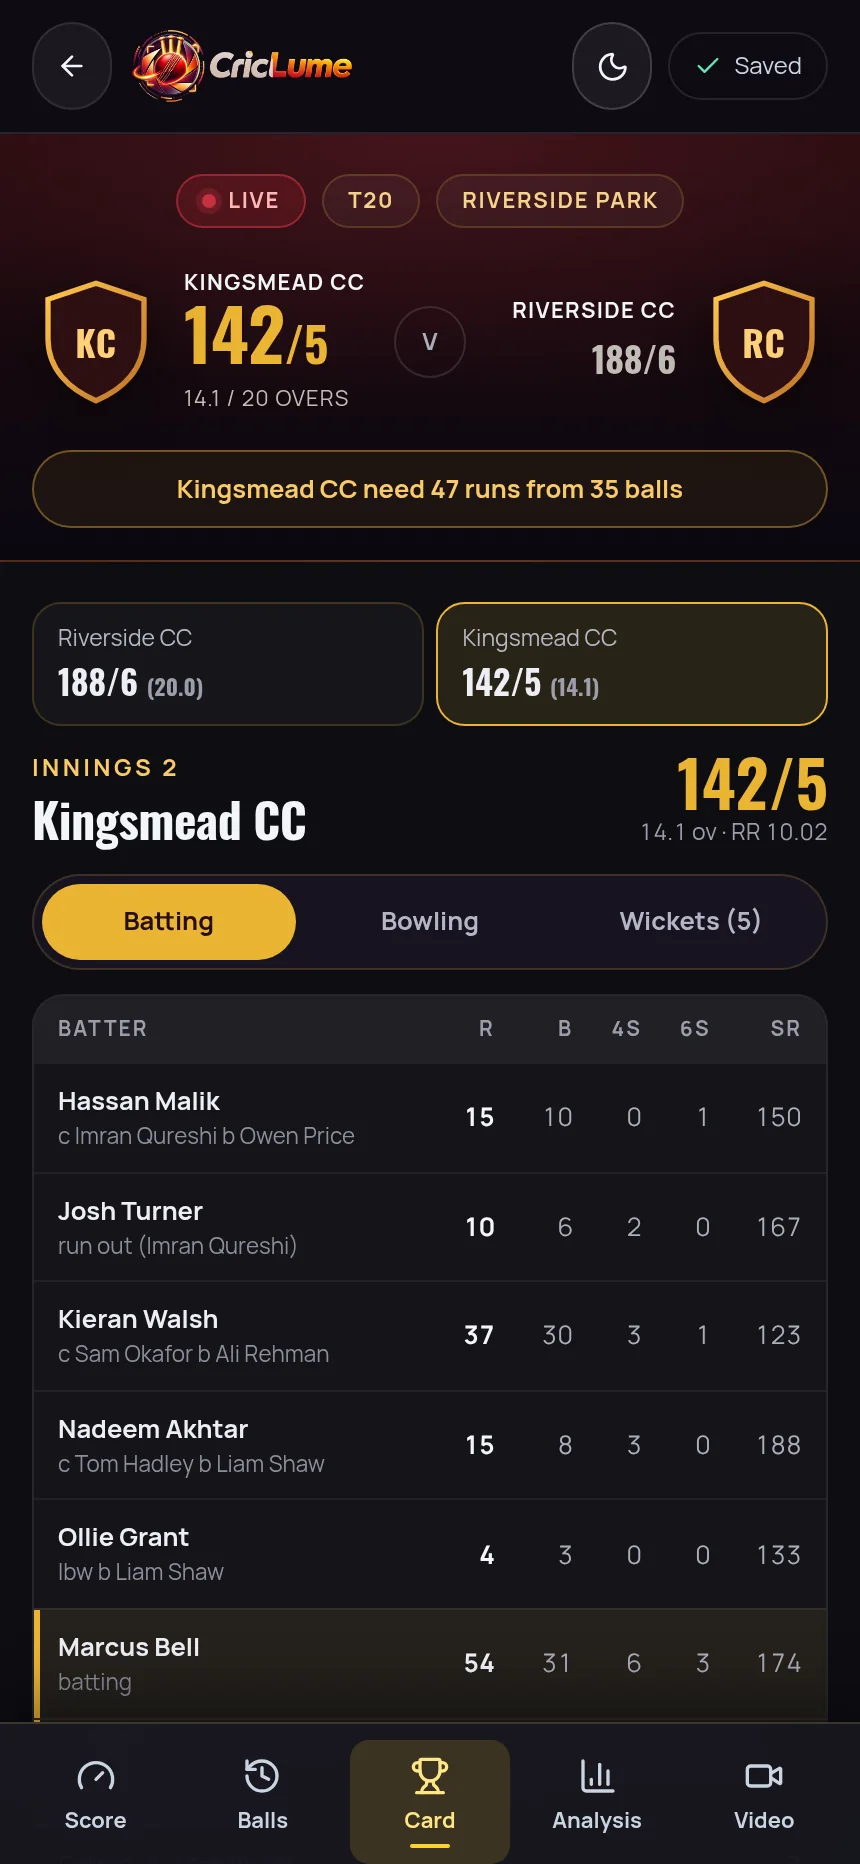 CricLume
Saved
LIVE
T20
RIVERSIDE PARK
KC
KINGSMEAD CC
142/5
14.1 / 20 OVERS
V
RIVERSIDE CC
188/6
RC
Kingsmead CC need 47 runs from 35 balls
Riverside CC
188/6 (20.0)
Kingsmead CC
142/5 (14.1)
INNINGS 2
Kingsmead CC
142/5
14.1 ov · RR 10.02
Batting
Bowling
Wickets (5)
BATTER R B 4S 6S SR
Hassan Malik 15 10 0 1 150
c Imran Qureshi b Owen Price
Josh Turner 10 6 2 0 167
run out (Imran Qureshi)
Kieran Walsh 37 30 3 1 123
c Sam Okafor b Ali Rehman
Nadeem Akhtar 15 8 3 0 188
c Tom Hadley b Liam Shaw
Ollie Grant 4 3 0 0 133
lbw b Liam Shaw
Marcus Bell 54 31 6 3 174
batting
Score
Balls
Card
Analysis
Video